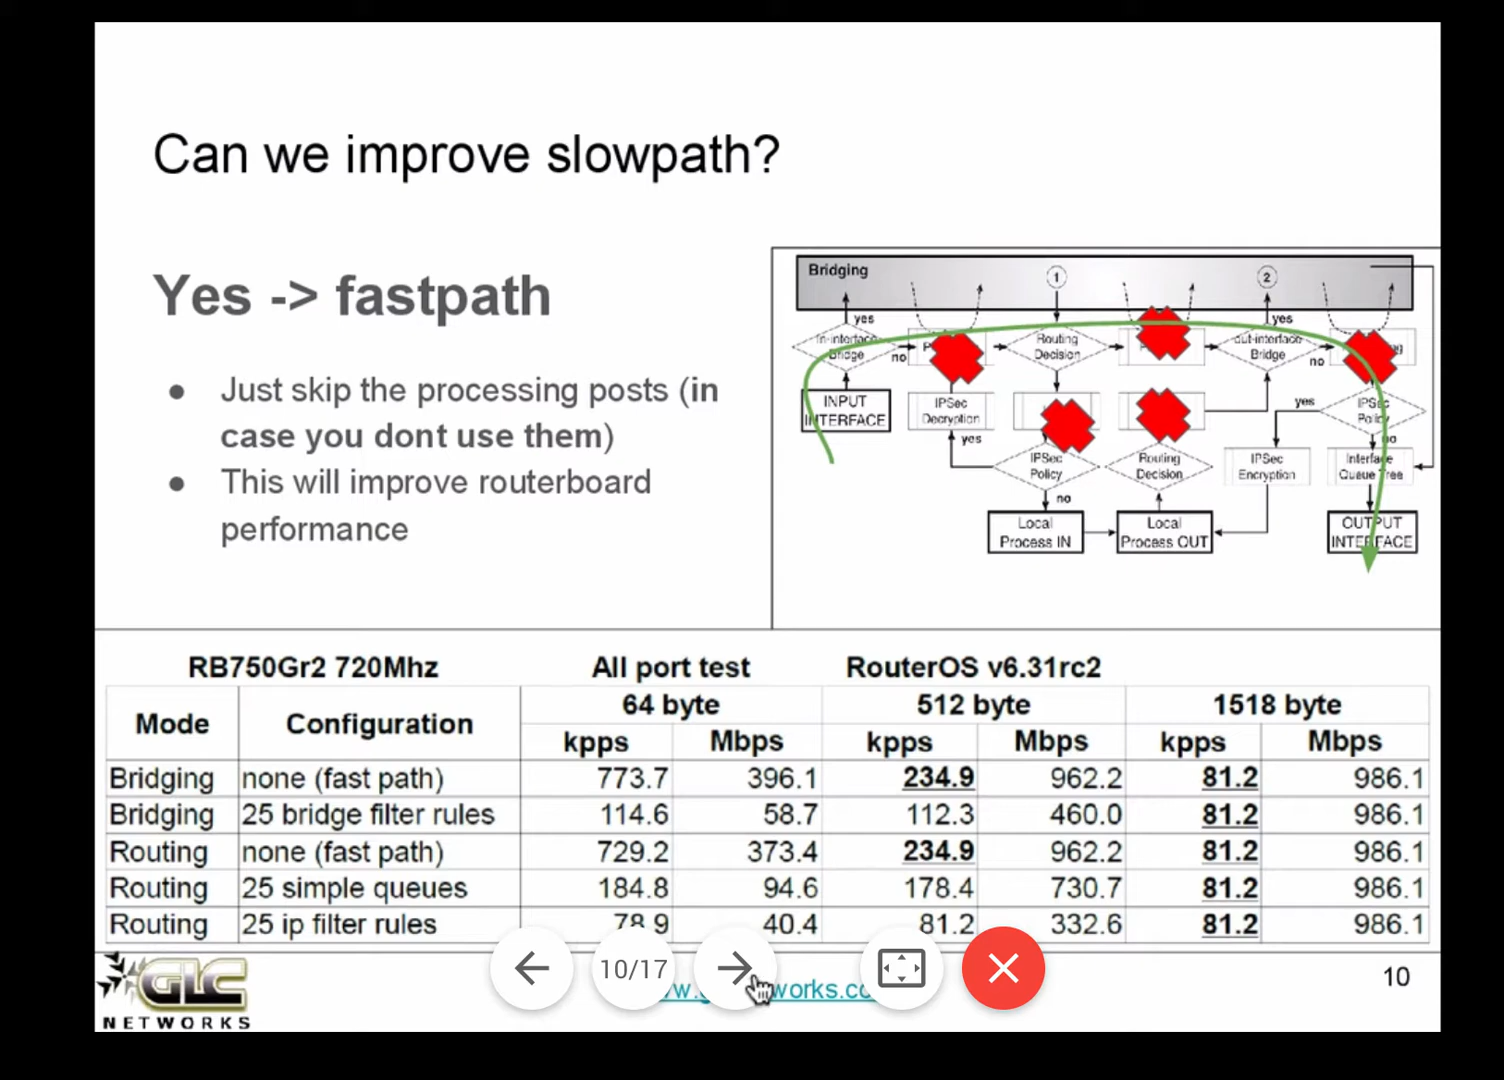 Can we improve slowpath?
Yes -> fastpath
● Just skip the processing posts (in
case you dont use them)
● This will improve routerboard
performance
Bridging
1
2
yes
yes
In-interface
Bridge
no
Routing
Decision
out-interface
Bridge
no
INPUT
INTERFACE
IPSec
Decryption
yes
IPSec
Policy
no
Routing
Decision
yes
IPSec
Encryption
IPSec
Policy
no
Interface
Queue Tree
Local
Process IN
Local
Process OUT
OUTPUT
INTERFACE
RB750Gr2 720Mhz All port test RouterOS v6.31rc2
Mode Configuration 64 byte 512 byte 1518 byte
kpps Mbps kpps Mbps kpps Mbps
Bridging none (fast path) 773.7 396.1 234.9 962.2 81.2 986.1
Bridging 25 bridge filter rules 114.6 58.7 112.3 460.0 81.2 986.1
Routing none (fast path) 729.2 373.4 234.9 962.2 81.2 986.1
Routing 25 simple queues 184.8 94.6 178.4 730.7 81.2 986.1
Routing 25 ip filter rules 78.9 40.4 81.2 332.6 81.2 986.1
GLC
NETWORKS
10/17
10